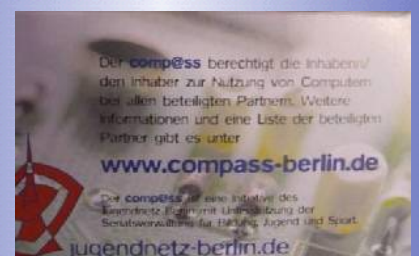 Der comp@ss berechtigt die Inhaberin/
den Inhaber zur Nutzung von Computern
bei allen beteiligten Partnern. Weitere
Informationen und eine Liste der beteiligten
Partner gibt es unter
www.compass-berlin.de
Der comp@ss ist eine Initiative des
Jugendnetz-Berlin mit Unterstützung der
Senatsverwaltung für Bildung, Jugend und Sport.
jugendnetz-berlin.de